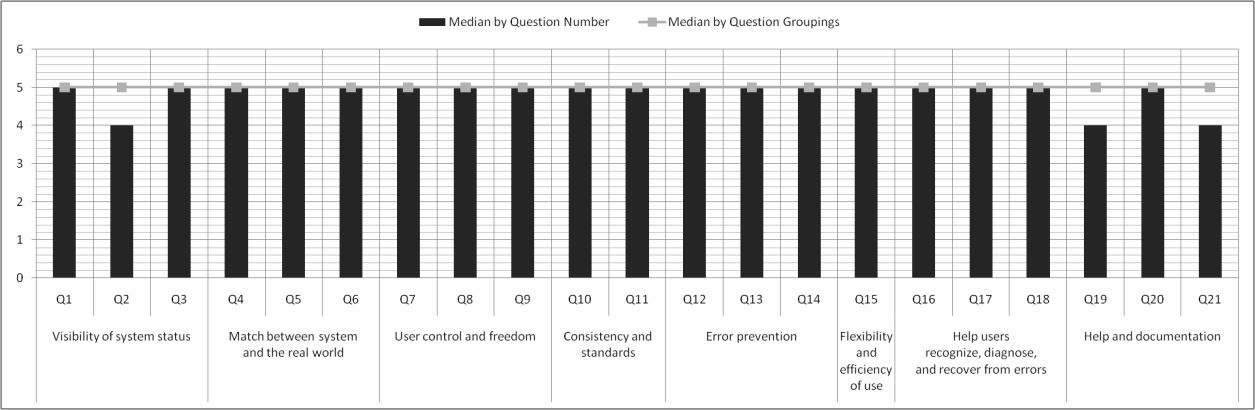 Median by Question Number
Median by Question Groupings
6
5
4
3
2
1
0
Q1 Q2 Q3 Q4 Q5 Q6 Q7 Q8 Q9 Q10 Q11 Q12 Q13 Q14 Q15 Q16 Q17 Q18 Q19 Q20 Q21
Visibility of system status
Match between system
and the real world
User control and freedom
Consistency and
standards
Error prevention
Flexibility
and
efficiency
of use
Help users
recognize, diagnose,
and recover from errors
Help and documentation